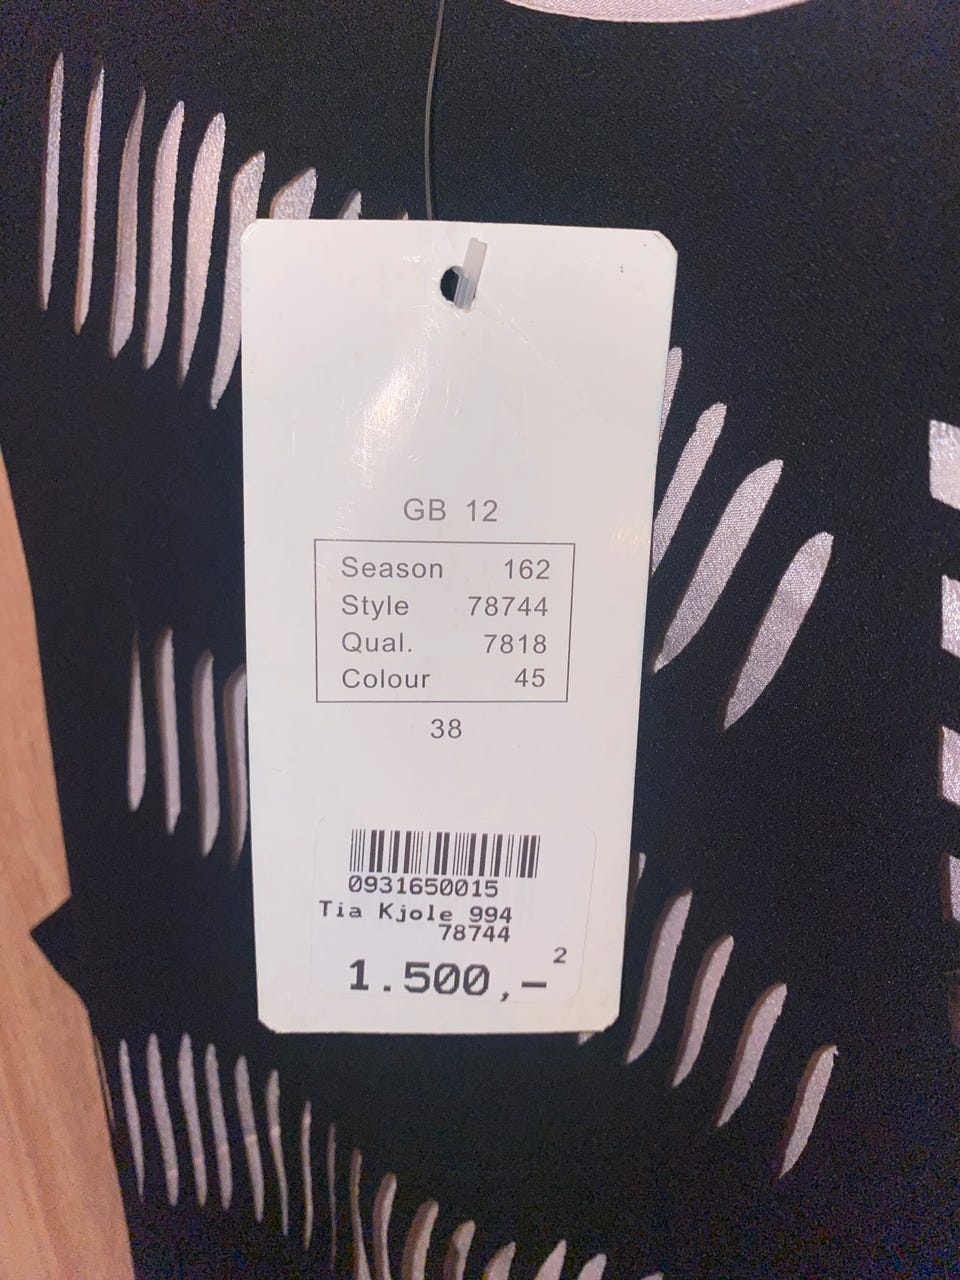 GB 12
Season 162
Style 78744
Qual. 7818
Colour 45
38
0931650015
Tia Kjole 994
78744
2
1.500,-